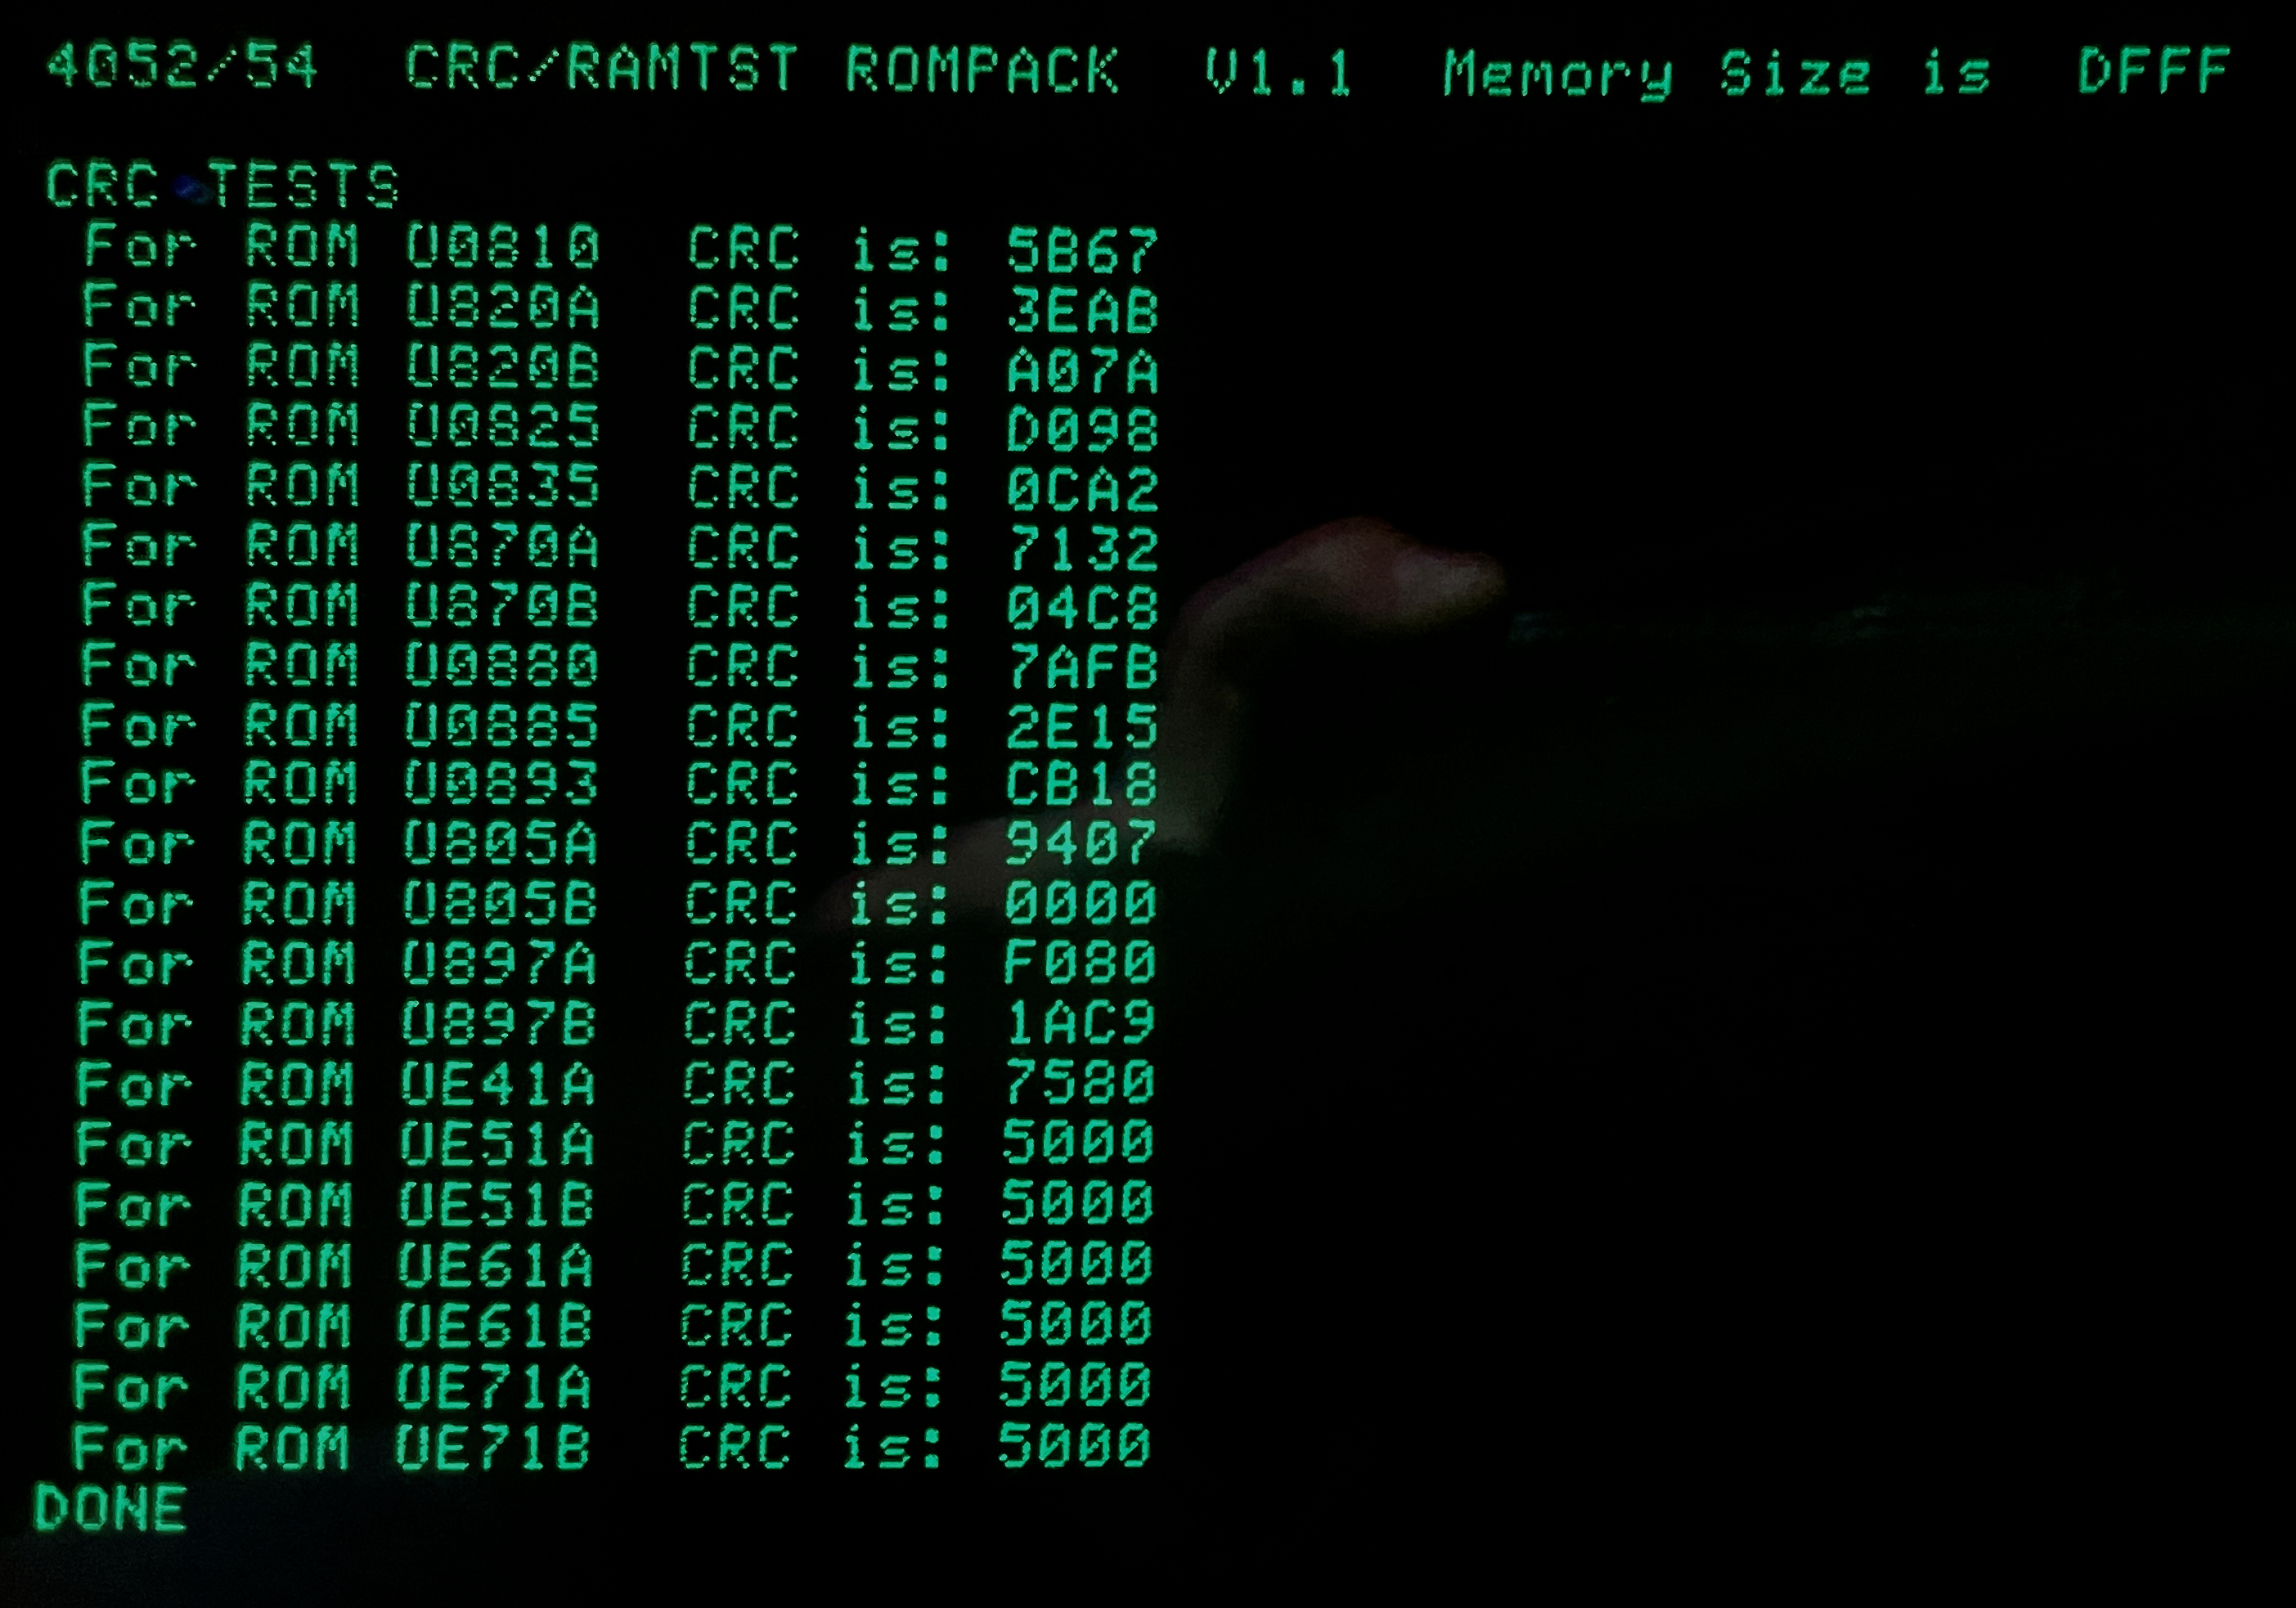 4052/54  CRC/RAMTST ROMPACK  V1.1  Memory Size is  DFFF
CRC TESTS
For ROM U0810  CRC is: 5B67
For ROM U820A  CRC is: 3EAB
For ROM U820B  CRC is: A07A
For ROM U0825  CRC is: D098
For ROM U0835  CRC is: 0CA2
For ROM U870A  CRC is: 7132
For ROM U870B  CRC is: 04C8
For ROM U0880  CRC is: 7AFB
For ROM U0885  CRC is: 2E15
For ROM U0893  CRC is: CB18
For ROM U805A  CRC is: 9407
For ROM U805B  CRC is: 0000
For ROM U897A  CRC is: F080
For ROM U897B  CRC is: 1AC9
For ROM UE41A  CRC is: 7580
For ROM UE51A  CRC is: 5000
For ROM UE51B  CRC is: 5000
For ROM UE61A  CRC is: 5000
For ROM UE61B  CRC is: 5000
For ROM UE71A  CRC is: 5000
For ROM UE71B  CRC is: 5000
DONE